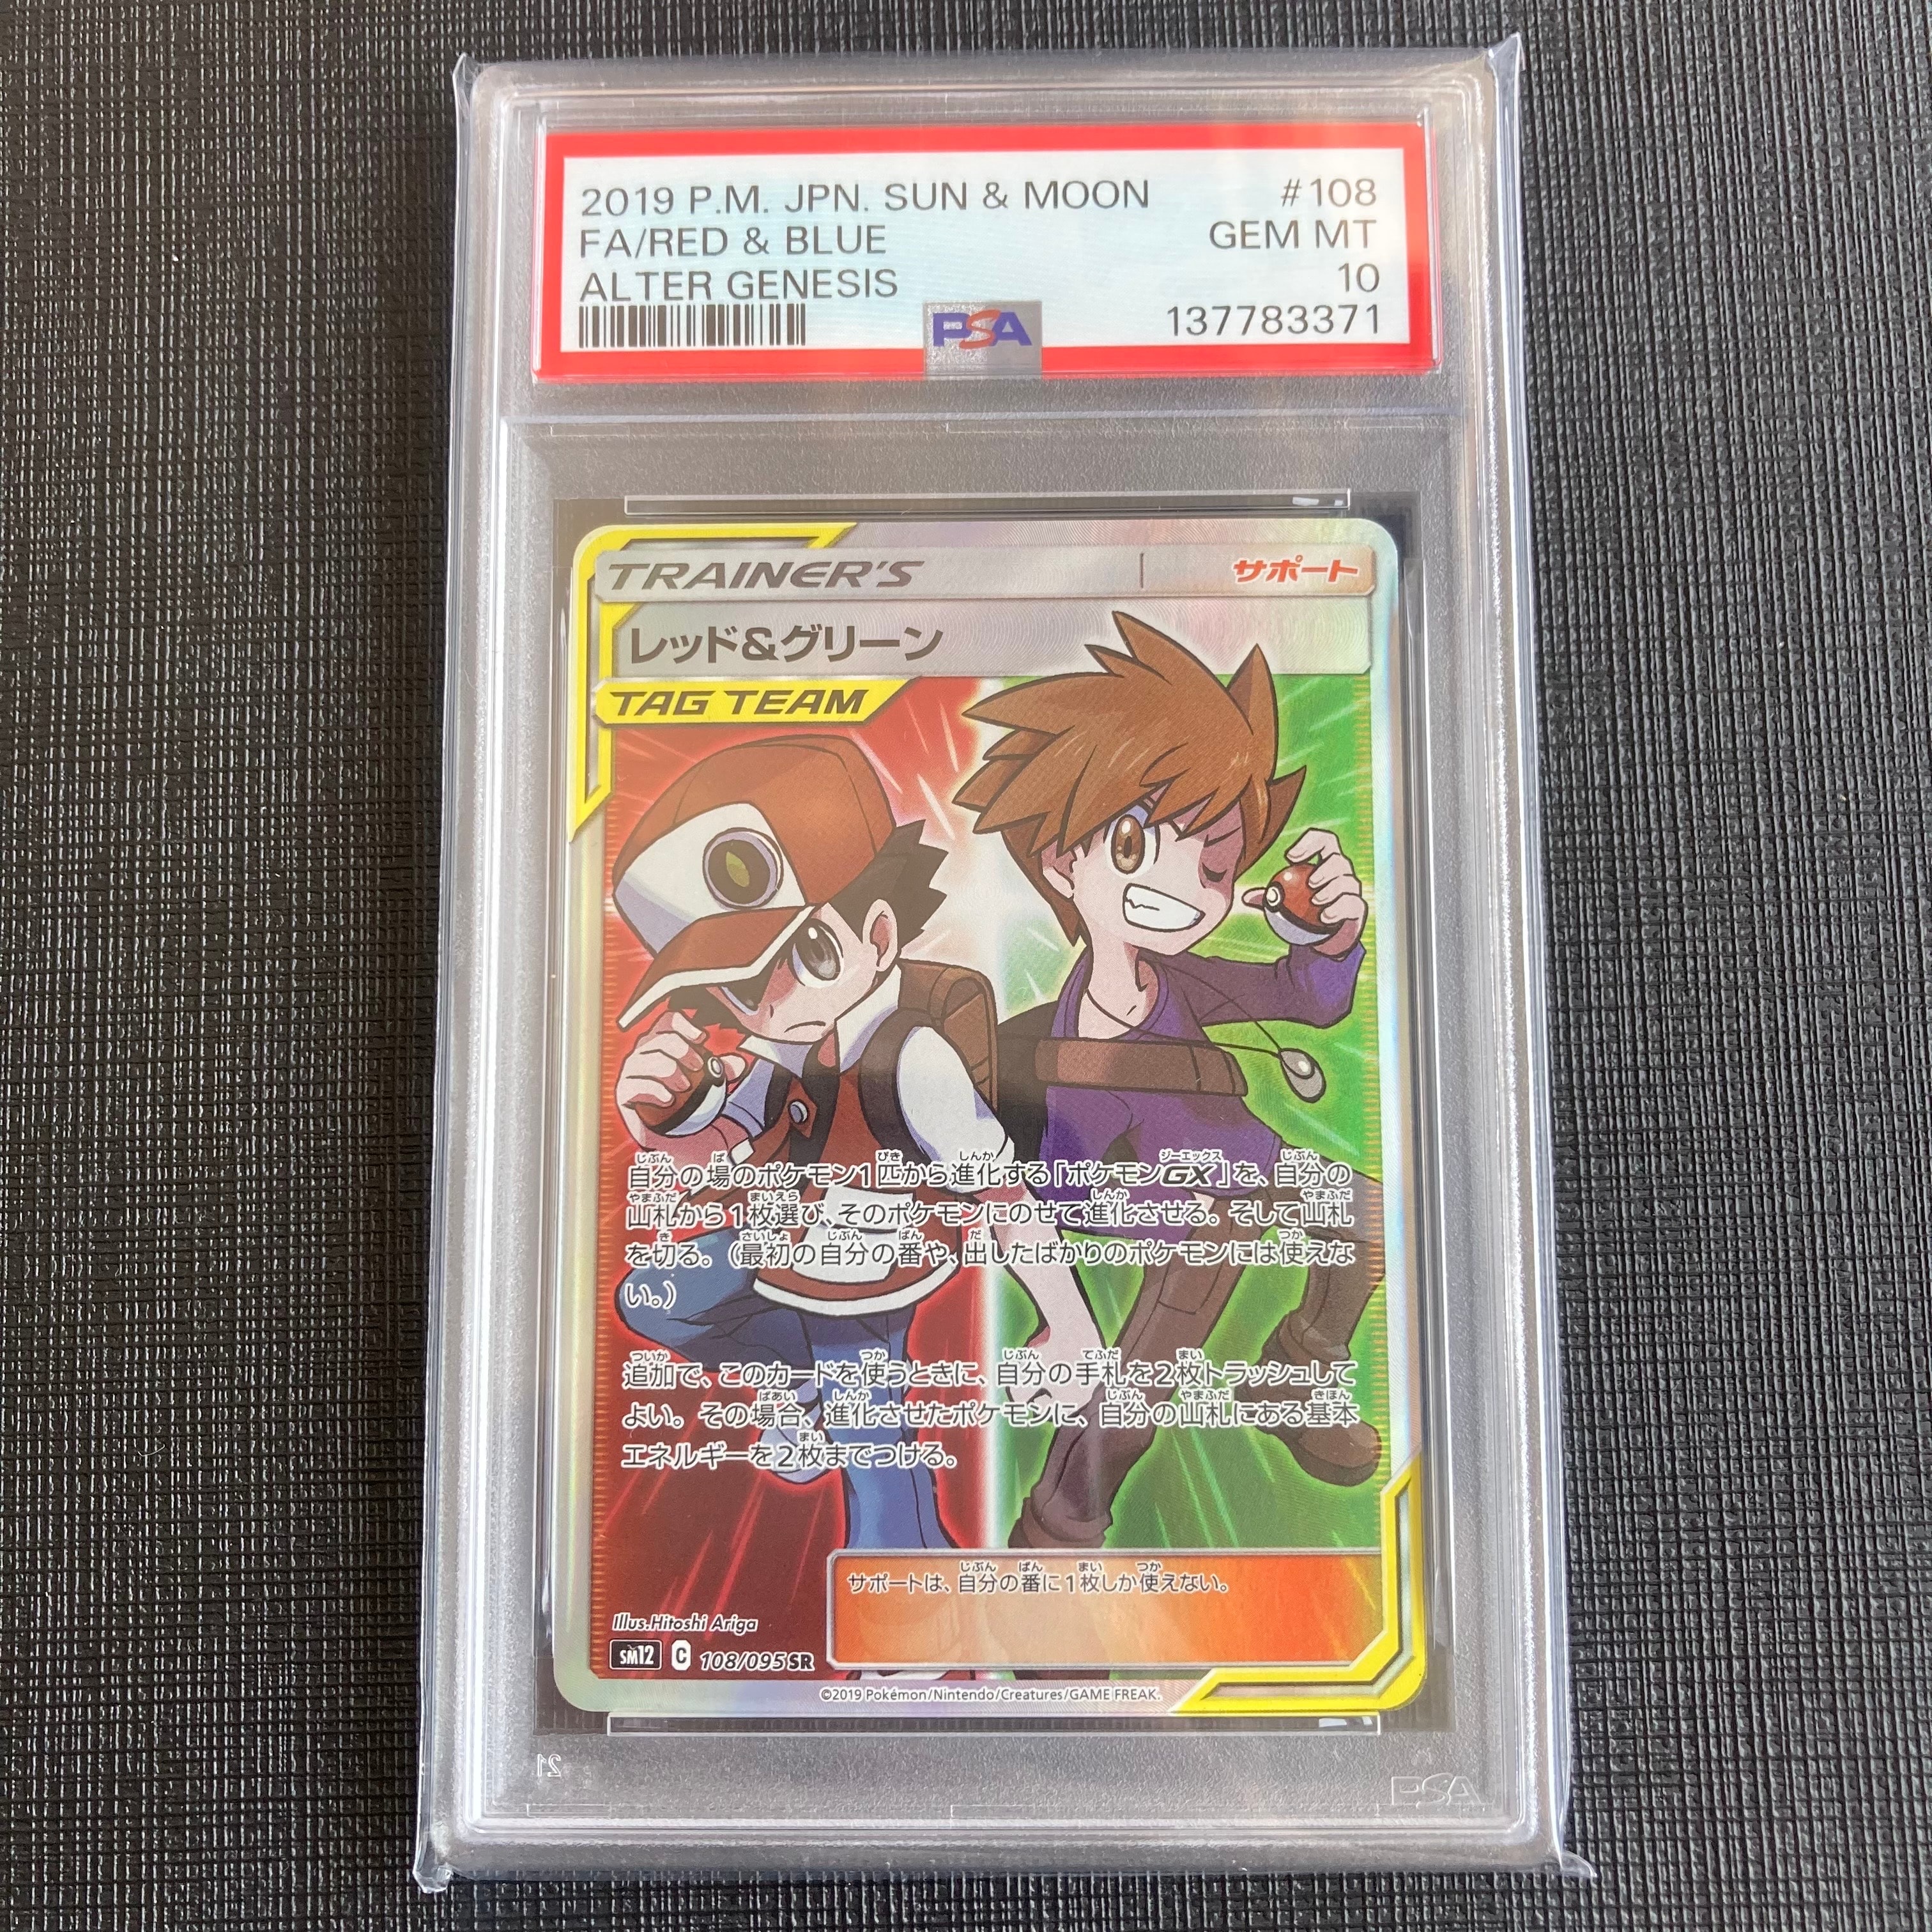 2019 P.M. JPN. SUN & MOON #108
FA/RED & BLUE GEM MT
ALTER GENESIS 10
PSA 137783371
TRAINER'S サポート
レッド&グリーン
TAG TEAM
自分の場のポケモン1匹から進化する「ポケモンGX」を、自分の
山札から1枚選び、そのポケモンにのせて進化させる。そして山札
を切る。(最初の自分の番や、出したばかりのポケモンには使えな
い。)
追加で、このカードを使うときに、自分の手札を2枚トラッシュして
よい。その場合、進化させたポケモンに、自分の山札にある基本
エネルギーを2枚までつける。
サポートは、自分の番に1枚しか使えない。
Illus.Hitoshi Ariga
SM12 C 108/095 SR
©2019 Pokémon/Nintendo/Creatures/GAME FREAK.
21
PSA